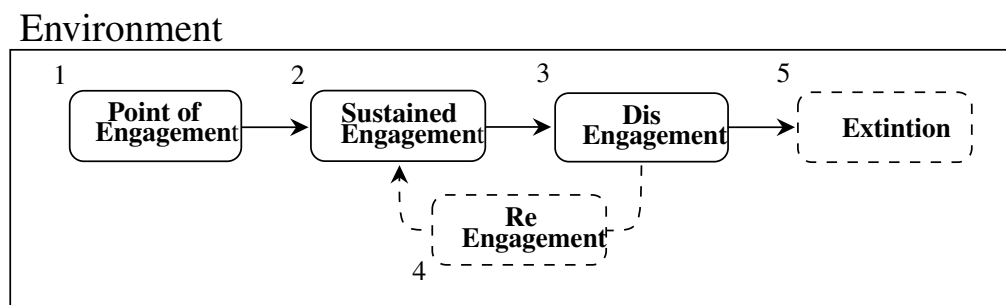 Environment
1
Point of
Engagement
2
Sustained
Engagement
3
Dis
Engagement
5
Extintion
Re
Engagement
4